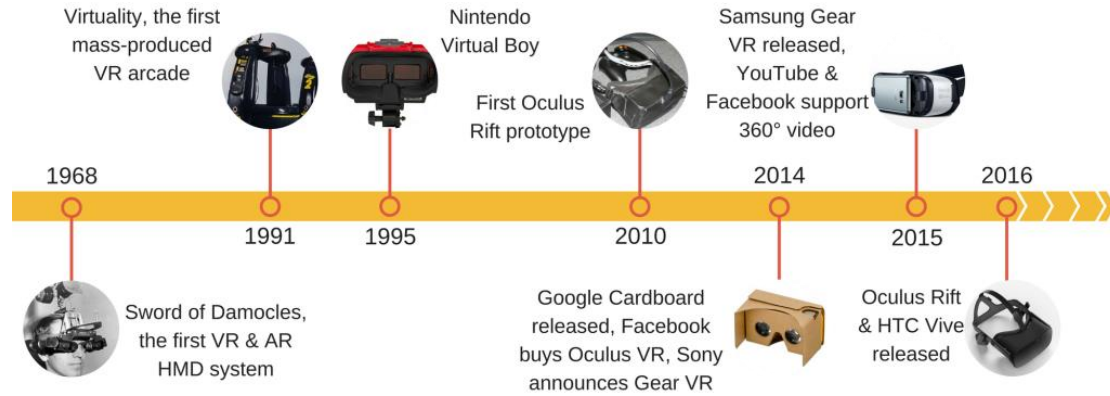 Virtuality, the first
mass-produced
VR arcade
Nintendo
Virtual Boy
First Oculus
Rift prototype
Samsung Gear
VR released,
YouTube &
Facebook support
360° video
1968
1991
1995
2010
2014
2015
2016
Sword of Damocles,
the first VR & AR
HMD system
Google Cardboard
released, Facebook
buys Oculus VR, Sony
announces Gear VR
Oculus Rift
& HTC Vive
released